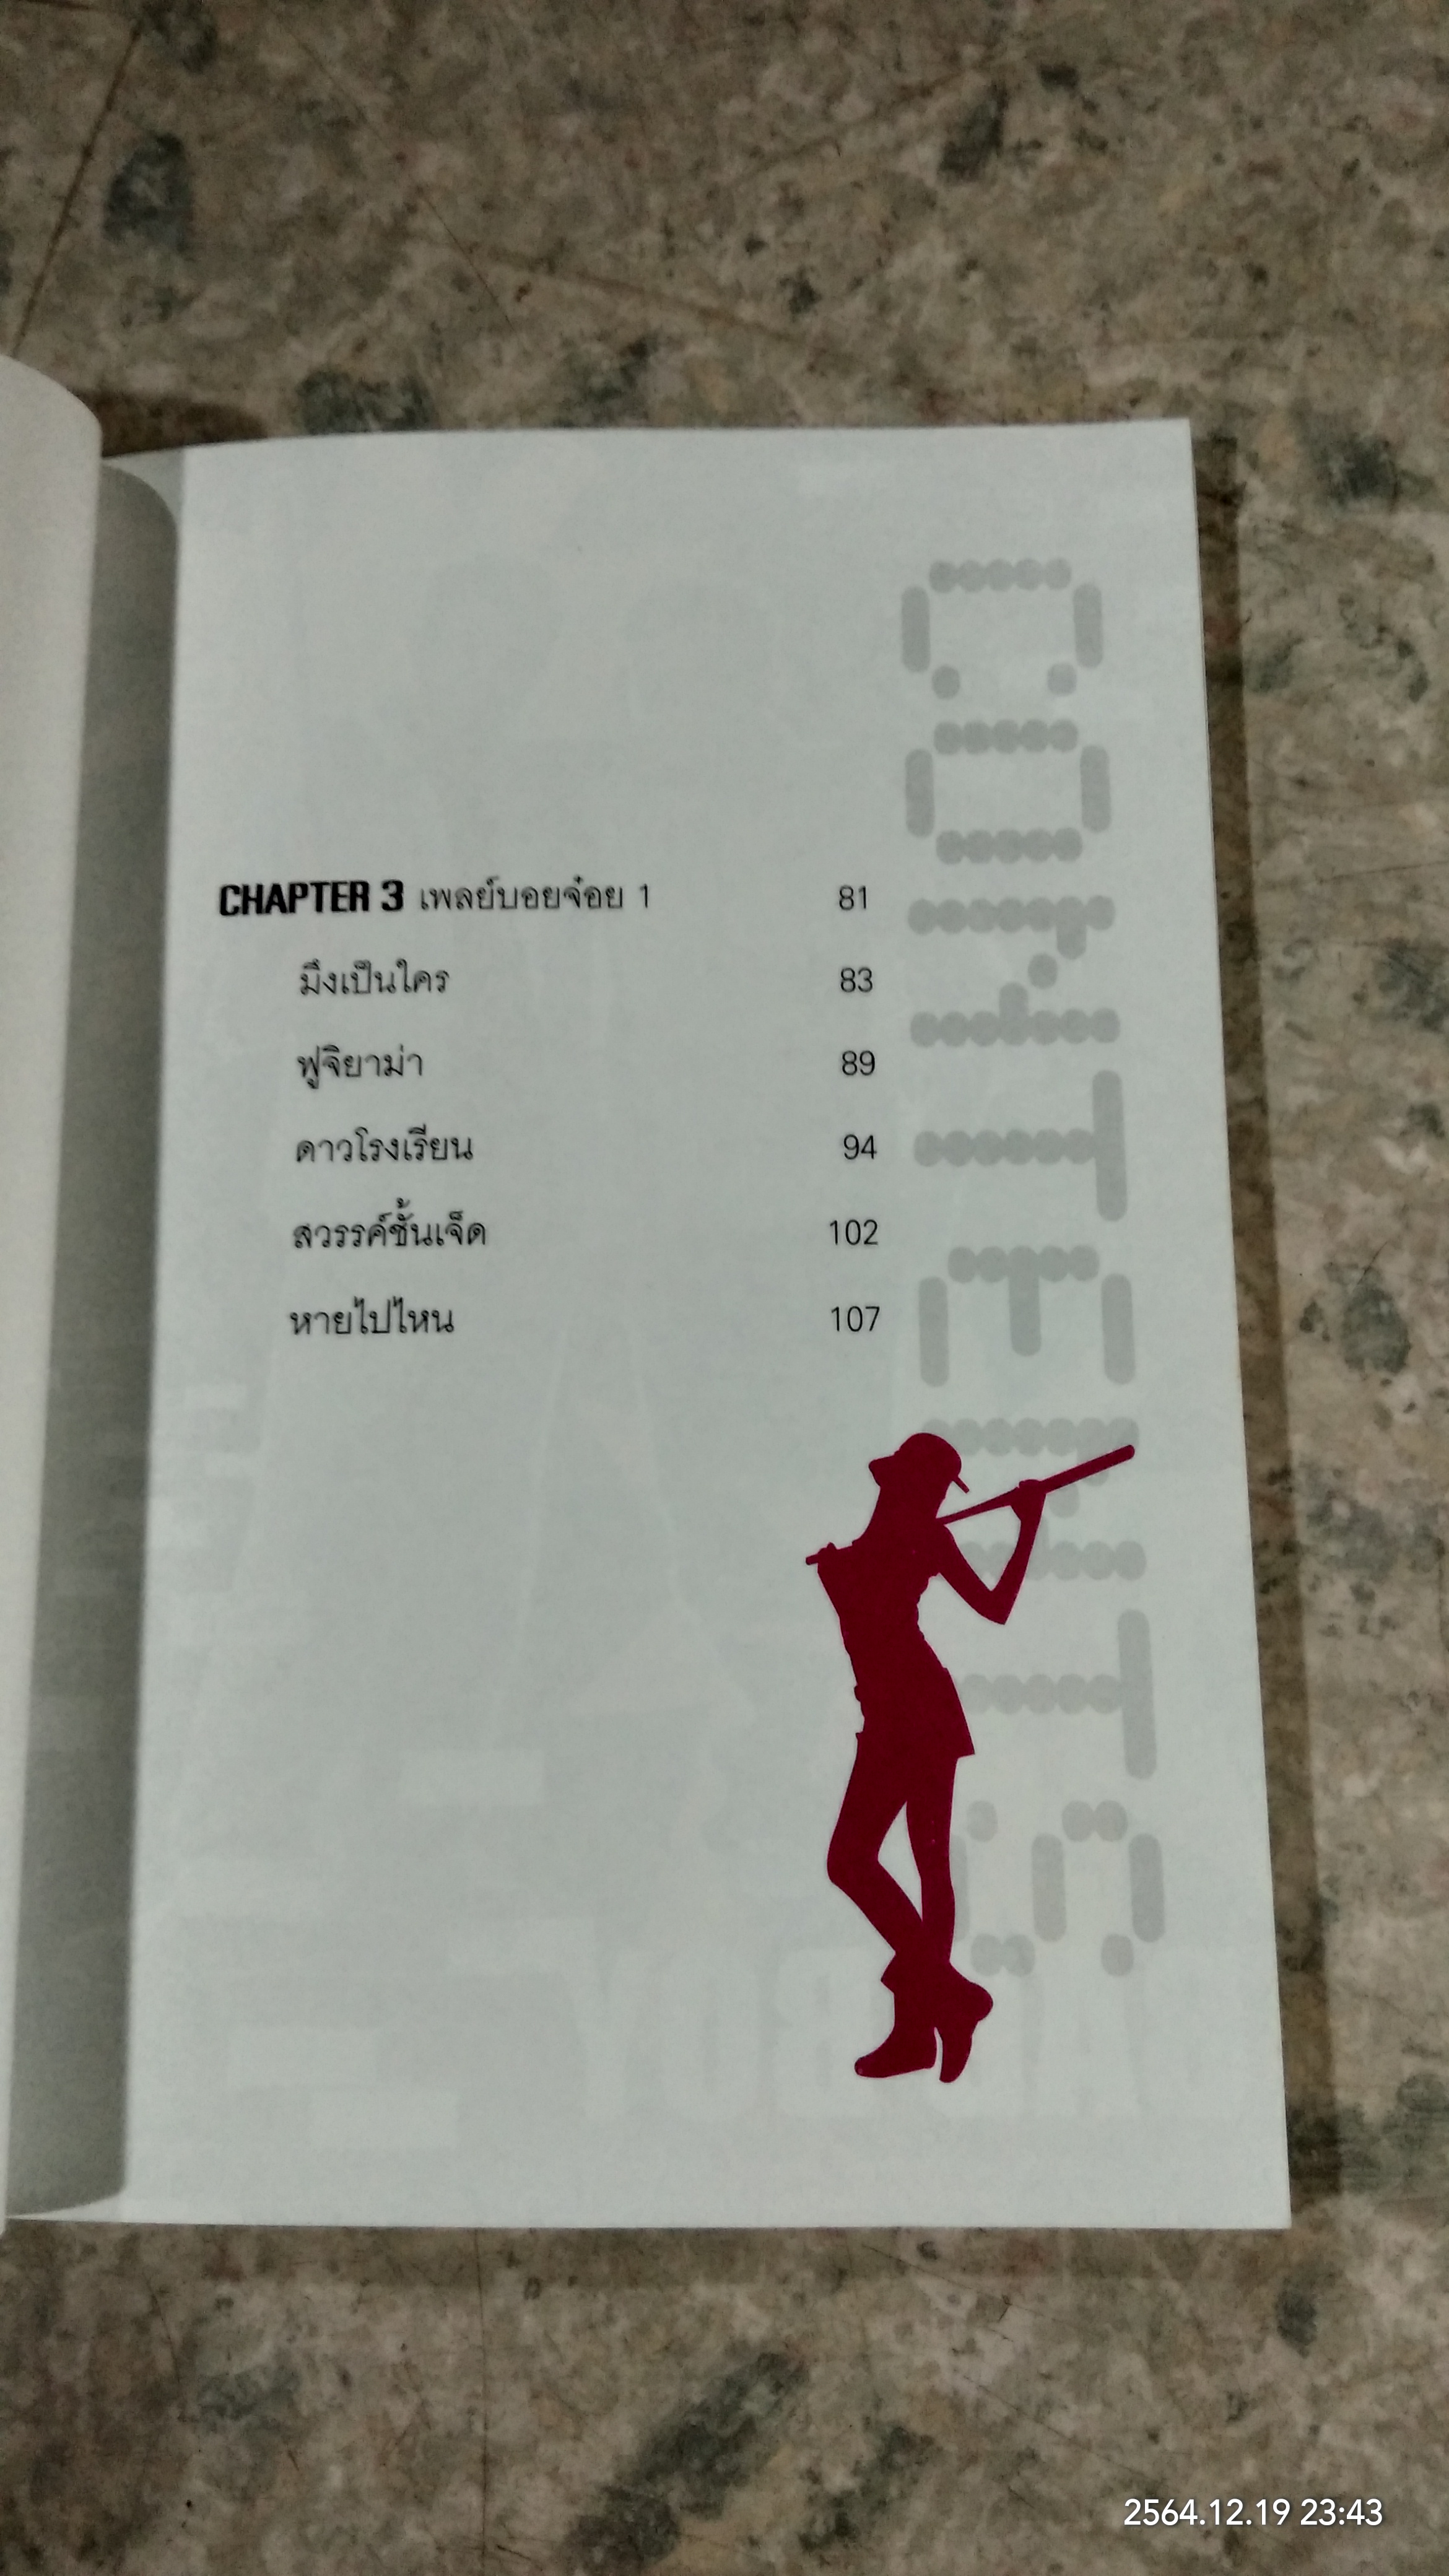 CONTENTS
CHAPTER 3 เพลย์บอยจ๋อย 1 81
มึงเป็นใคร 83
ฟูจิยาม่า 89
ดาวโรงเรียน 94
สวรรค์ชั้นเจ็ด 102
หายไปไหน 107
2564.12.19 23:43